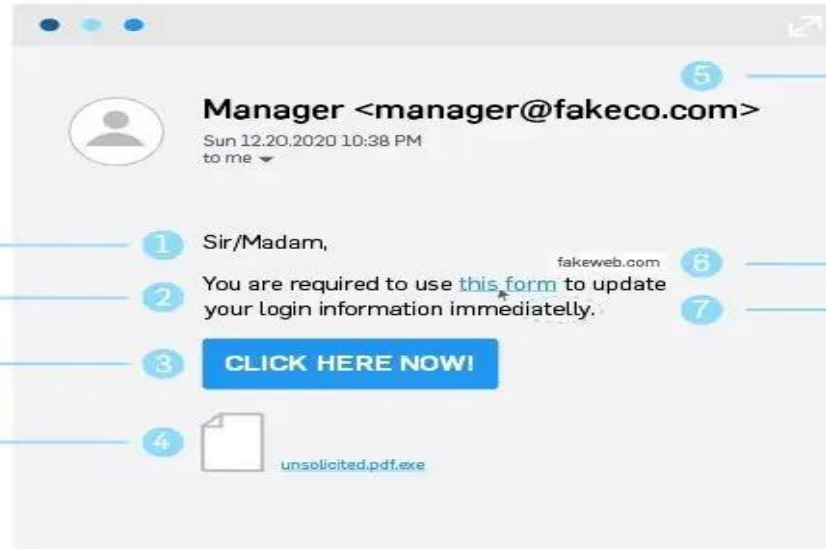 5
Manager <manager@fakeco.com>
Sun 12.20.2020 10:38 PM
to me
1 Sir/Madam,
fakeweb.com 6
2 You are required to use this form to update
your login information immediatelly. 7
3 CLICK HERE NOW!
4 unsolicited.pdf.exe